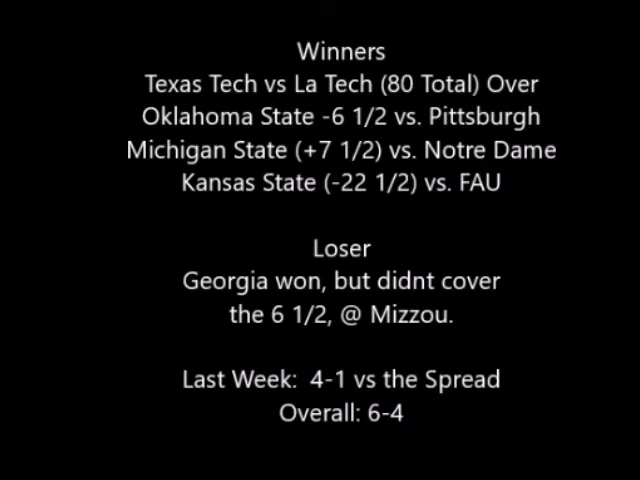 Winners
Texas Tech vs La Tech (80 Total) Over
Oklahoma State -6 1/2 vs. Pittsburgh
Michigan State (+7 1/2) vs. Notre Dame
Kansas State (-22 1/2) vs. FAU
Loser
Georgia won, but didnt cover
the 6 1/2, @ Mizzou.
Last Week:  4-1 vs the Spread
Overall: 6-4